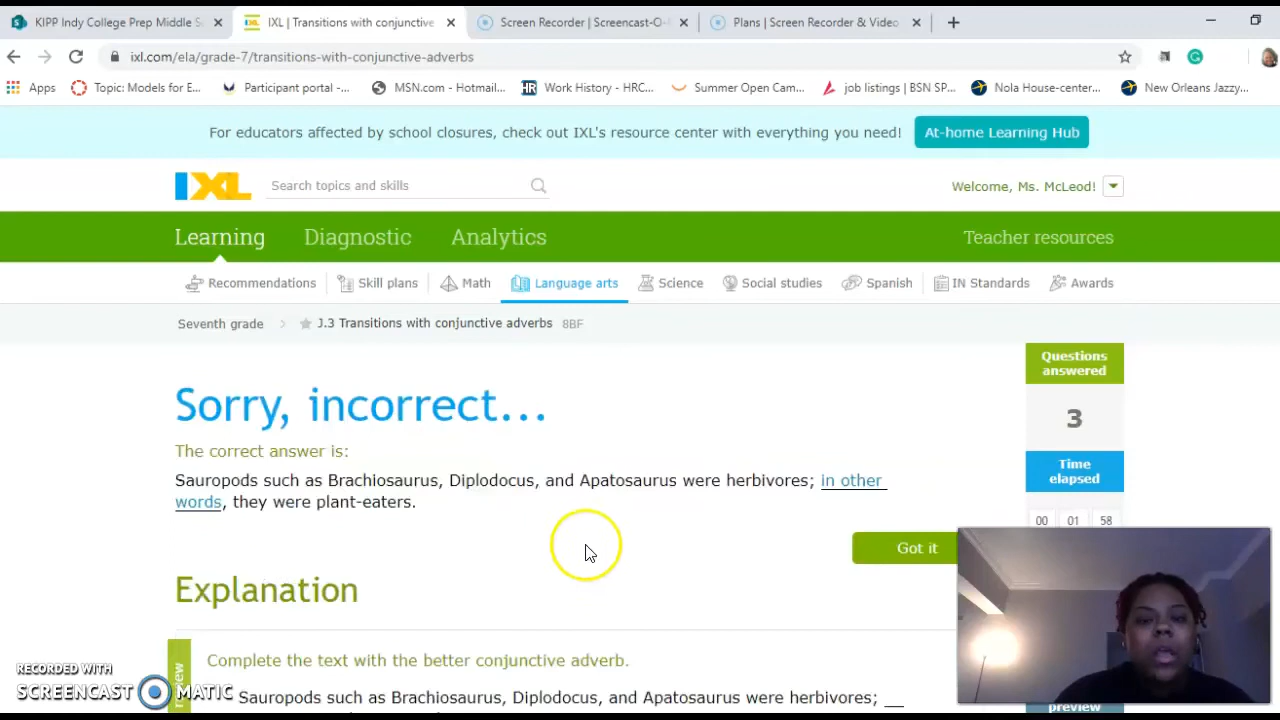 KIPP Indy College Prep Middle S
IXL | Transitions with conjunctive
Screen Recorder | Screencast-O-
Plans | Screen Recorder & Video
ixl.com/ela/grade-7/transitions-with-conjunctive-adverbs
Apps
Topic: Models for E...
Participant portal -...
MSN.com - Hotmail...
HR
Work History - HRC...
Summer Open Cam...
job listings | BSN SP...
Nola House-center...
New Orleans Jazzy...
For educators affected by school closures, check out IXL's resource center with everything you need!
At-home Learning Hub
IXL
Search topics and skills
Welcome, Ms. McLeod!
Learning
Diagnostic
Analytics
Teacher resources
Recommendations
Skill plans
Math
Language arts
Science
Social studies
Spanish
IN Standards
Awards
Seventh grade
J.3 Transitions with conjunctive adverbs
8BF
Sorry, incorrect...
Questions
answered
3
The correct answer is:
Time
elapsed
Sauropods such as Brachiosaurus, Diplodocus, and Apatosaurus were herbivores; in other
words, they were plant-eaters.
00 01 58
Got it
Explanation
review
Complete the text with the better conjunctive adverb.
Sauropods such as Brachiosaurus, Diplodocus, and Apatosaurus were herbivores; __
RECORDED WITH
SCREENCAST MATIC
preview